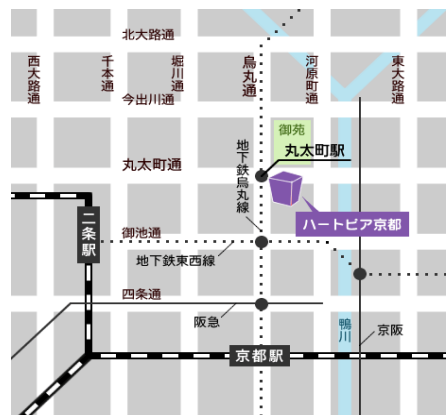 北大路通
西大路通
千本通
堀川通
烏丸通
河原町通
東大路通
今出川通
御苑
丸太町駅
丸太町通
地下鉄烏丸線
ハートピア京都
二条駅
御池通
地下鉄東西線
四条通
阪急
鴨川
京阪
京都駅